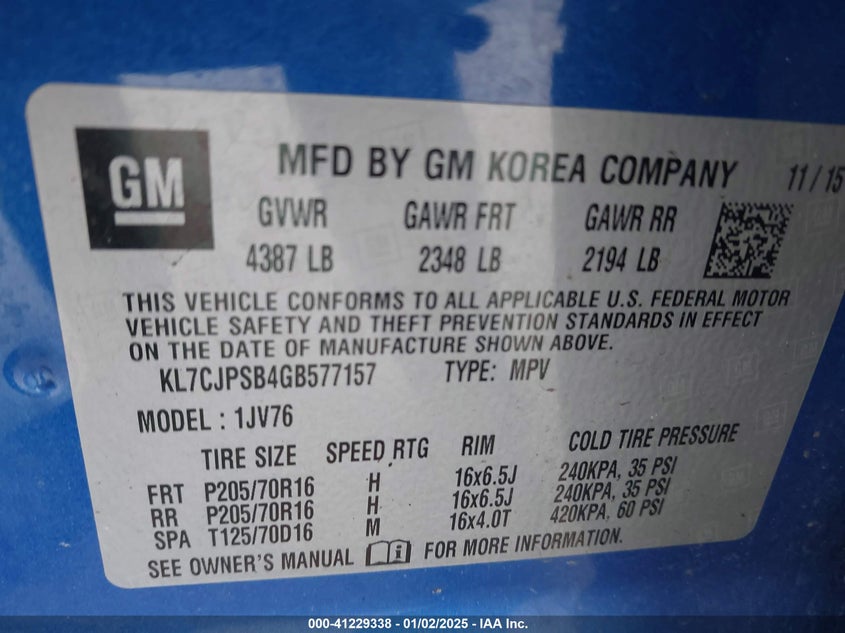 GM
MFD BY GM KOREA COMPANY 11/15
GVWR GAWR FRT GAWR RR
4387 LB 2348 LB 2194 LB
THIS VEHICLE CONFORMS TO ALL APPLICABLE U.S. FEDERAL MOTOR
VEHICLE SAFETY AND THEFT PREVENTION STANDARDS IN EFFECT
ON THE DATE OF MANUFACTURE SHOWN ABOVE.
KL7CJPSB4GB577157 TYPE: MPV
MODEL : 1JV76
TIRE SIZE SPEED RTG RIM COLD TIRE PRESSURE
FRT P205/70R16 H 16x6.5J 240KPA, 35 PSI
RR P205/70R16 H 16x6.5J 240KPA, 35 PSI
SPA T125/70D16 M 16x4.0T 420KPA, 60 PSI
SEE OWNER'S MANUAL FOR MORE INFORMATION.
000-41229338 - 01/02/2025 - IAA Inc.